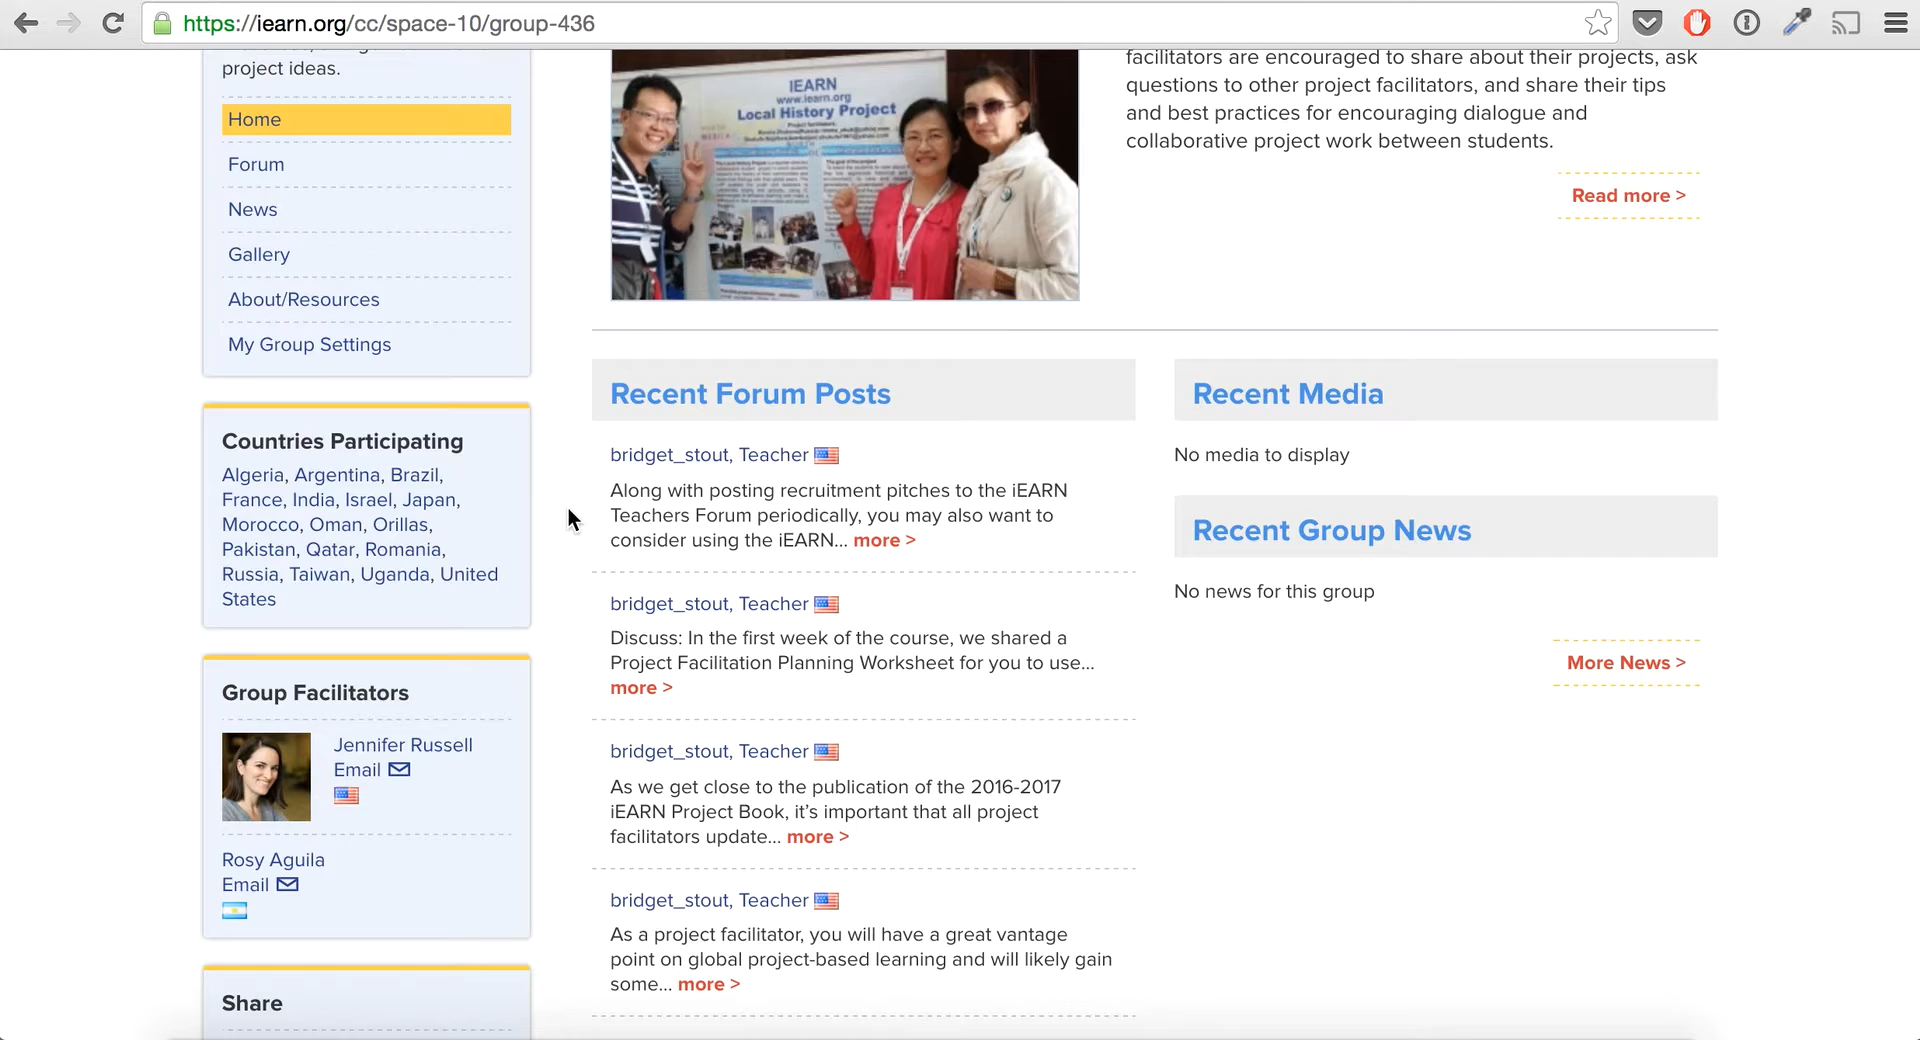 https://iearn.org/cc/space-10/group-436
project ideas.
Home
Forum
News
Gallery
About/Resources
My Group Settings
Countries Participating
Algeria, Argentina, Brazil,
France, India, Israel, Japan,
Morocco, Oman, Orillas,
Pakistan, Qatar, Romania,
Russia, Taiwan, Uganda, United
States
Group Facilitators
Jennifer Russell
Email
Rosy Aguila
Email
Share
IEARN
www.iearn.org
Local History Project
facilitators are encouraged to share about their projects, ask
questions to other project facilitators, and share their tips
and best practices for encouraging dialogue and
collaborative project work between students.
Read more >
Recent Forum Posts
bridget_stout, Teacher
Along with posting recruitment pitches to the iEARN
Teachers Forum periodically, you may also want to
consider using the iEARN... more >
bridget_stout, Teacher
Discuss: In the first week of the course, we shared a
Project Facilitation Planning Worksheet for you to use...
more >
bridget_stout, Teacher
As we get close to the publication of the 2016-2017
iEARN Project Book, it's important that all project
facilitators update... more >
bridget_stout, Teacher
As a project facilitator, you will have a great vantage
point on global project-based learning and will likely gain
some... more >
Recent Media
No media to display
Recent Group News
No news for this group
More News >